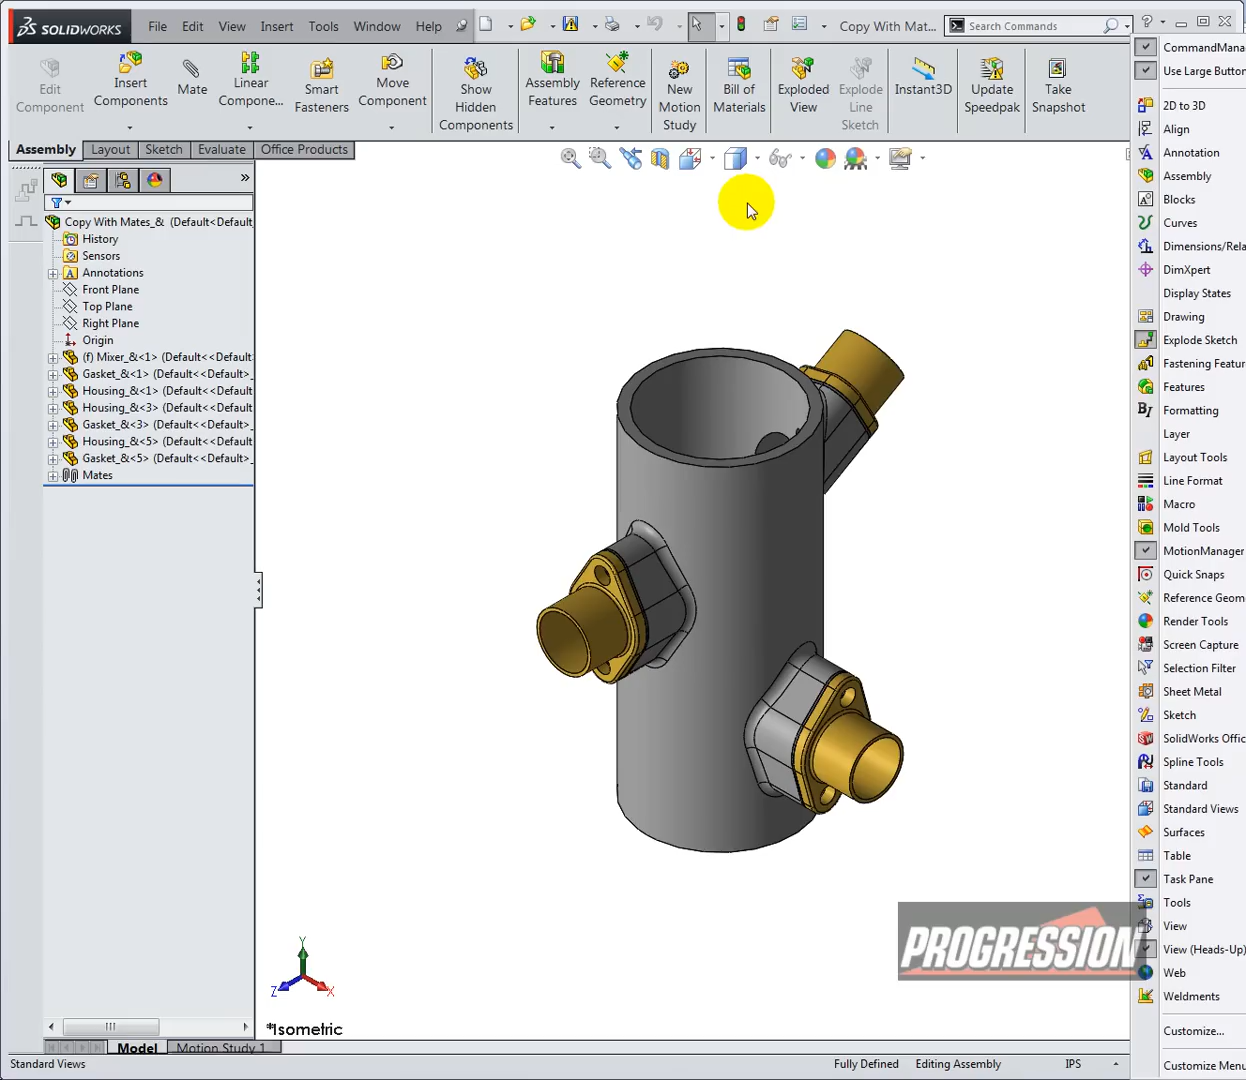 SOLIDWORKS File Edit View Insert Tools Window Help Copy With Mat... Search Commands
Edit Component
Insert Components
Mate
Linear Compone...
Smart Fasteners
Move Component
Show Hidden Components
Assembly Features
Reference Geometry
New Motion Study
Bill of Materials
Exploded View
Explode Line Sketch
Instant3D
Update Speedpak
Take Snapshot
Assembly Layout Sketch Evaluate Office Products
Copy With Mates_& (Default<Default
History
Sensors
Annotations
Front Plane
Top Plane
Right Plane
Origin
(f) Mixer_&<1> (Default<<Default
Gasket_&<1> (Default<<Default>_
Housing_&<1> (Default<<Default
Housing_&<3> (Default<<Default
Gasket_&<3> (Default<<Default>_
Housing_&<5> (Default<<Default
Gasket_&<5> (Default<<Default>_
Mates
CommandMana
Use Large Button
2D to 3D
Align
Annotation
Assembly
Blocks
Curves
Dimensions/Rela
DimXpert
Display States
Drawing
Explode Sketch
Fastening Featur
Features
Formatting
Layer
Layout Tools
Line Format
Macro
Mold Tools
MotionManager
Quick Snaps
Reference Geom
Render Tools
Screen Capture
Selection Filter
Sheet Metal
Sketch
SolidWorks Offic
Spline Tools
Standard
Standard Views
Surfaces
Table
Task Pane
Tools
View
View (Heads-Up)
Web
Weldments
Customize...
Customize Menu
PROGRESSION
Y
Z
X
*Isometric
Model Motion Study 1
Standard Views Fully Defined Editing Assembly IPS